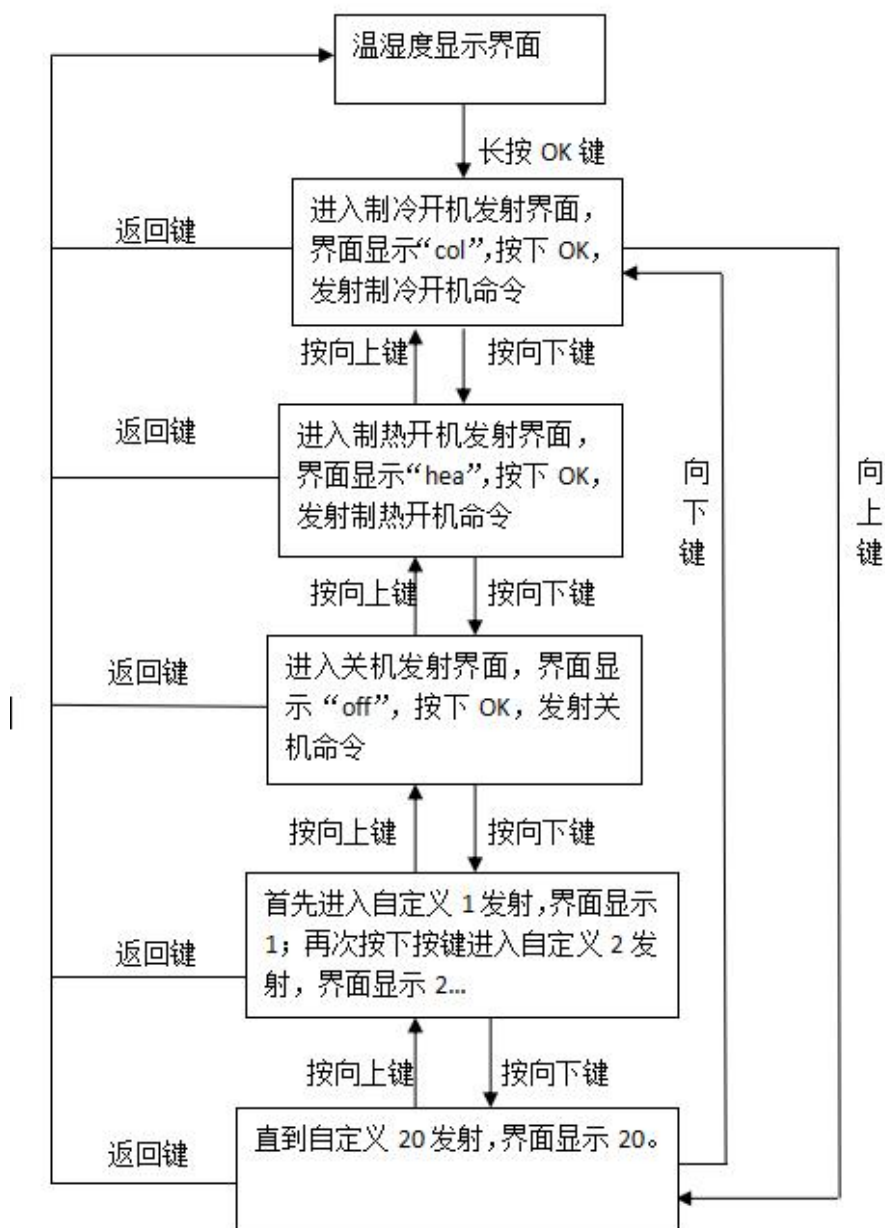 温湿度显示界面
长按 OK 键
返回键
进入制冷开机发射界面，
界面显示“col”,按下 OK，
发射制冷开机命令
按向上键
按向下键
返回键
进入制热开机发射界面，
界面显示“hea”,按下 OK，
发射制热开机命令
向下键
向上键
按向上键
按向下键
返回键
进入关机发射界面，界面显
示“off”，按下 OK，发射关
机命令
按向上键
按向下键
返回键
首先进入自定义 1 发射,界面显示
1；再次按下按键进入自定义 2 发
射，界面显示 2…
按向上键
按向下键
返回键
直到自定义 20 发射,界面显示 20。